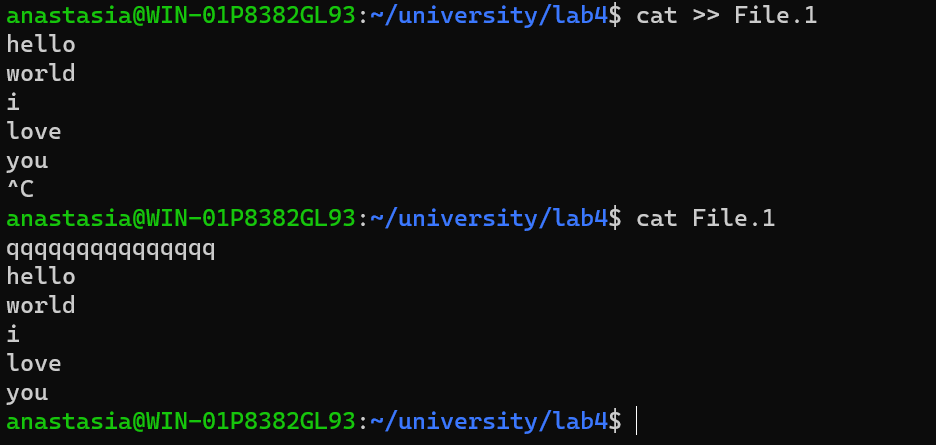 anastasia@WIN-01P8382GL93:~/university/lab4$ cat >> File.1
hello
world
i
love
you
^C
anastasia@WIN-01P8382GL93:~/university/lab4$ cat File.1
qqqqqqqqqqqqqqq
hello
world
i
love
you
anastasia@WIN-01P8382GL93:~/university/lab4$